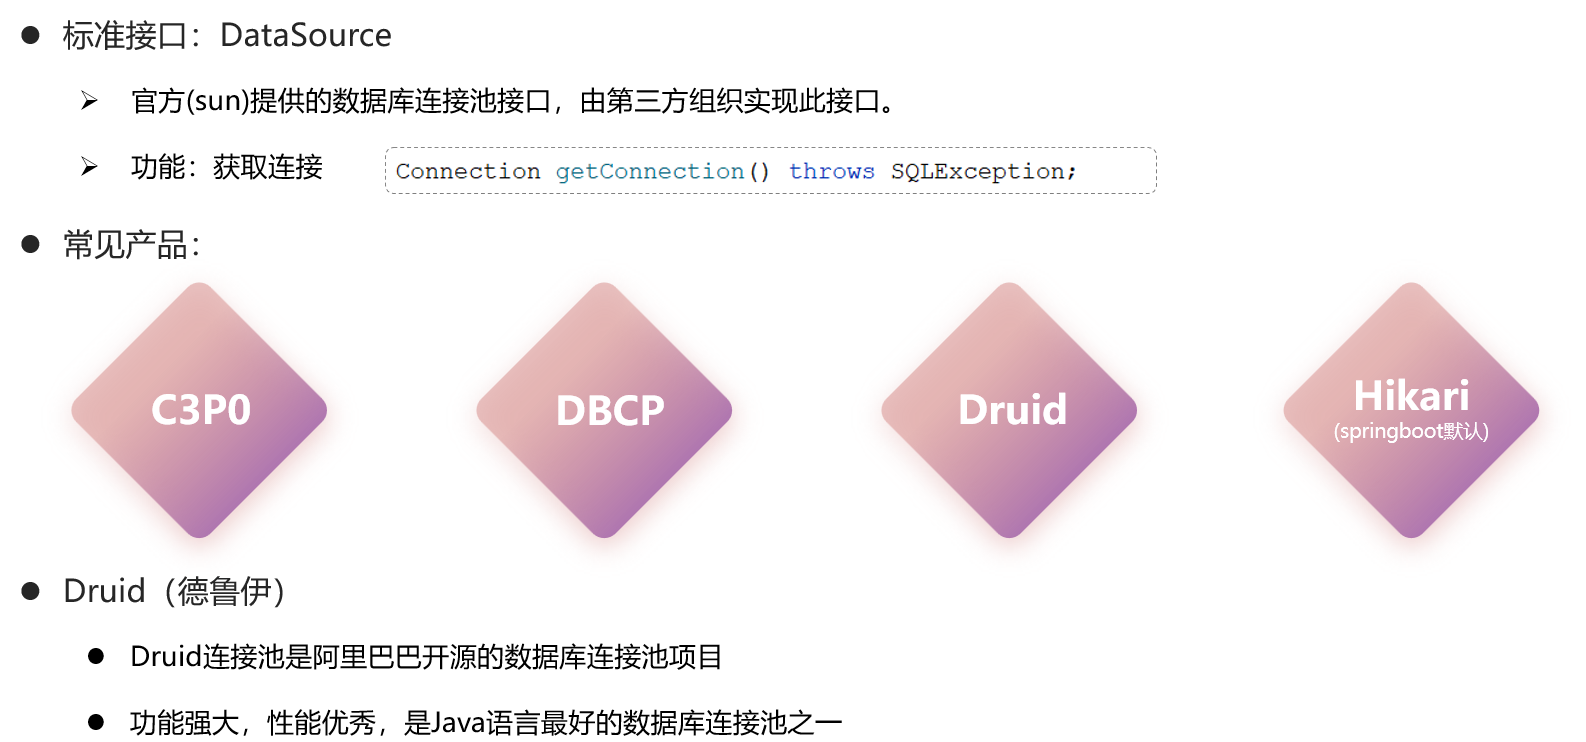 标准接口：DataSource
官方(sun)提供的数据库连接池接口，由第三方组织实现此接口。
功能：获取连接
Connection getConnection() throws SQLException;
常见产品：
C3P0
DBCP
Druid
Hikari
(springboot默认)
Druid（德鲁伊）
Druid连接池是阿里巴巴开源的数据库连接池项目
功能强大，性能优秀，是Java语言最好的数据库连接池之一